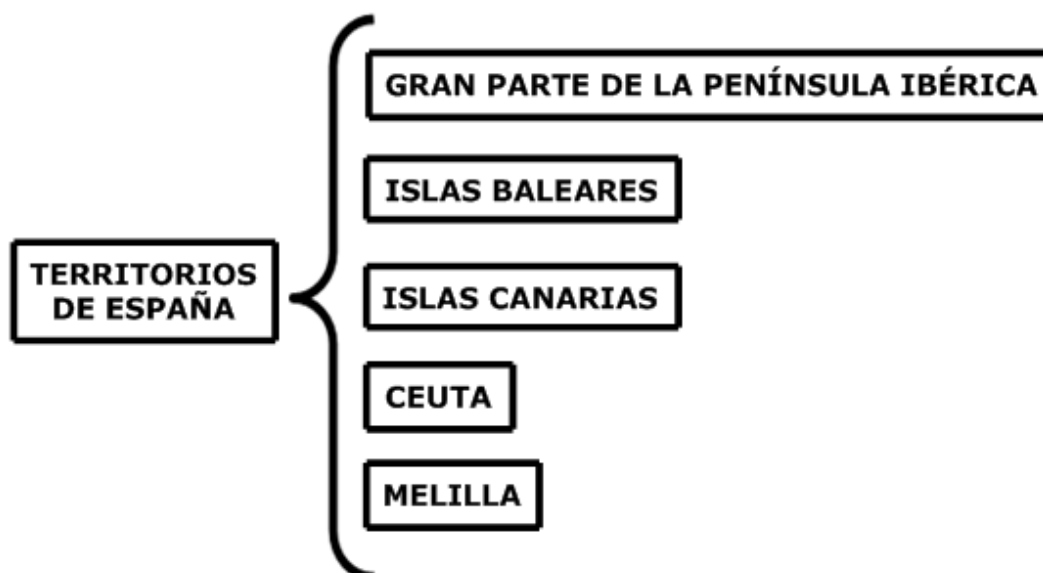 TERRITORIOS
DE ESPAÑA
GRAN PARTE DE LA PENÍNSULA IBÉRICA
ISLAS BALEARES
ISLAS CANARIAS
CEUTA
MELILLA